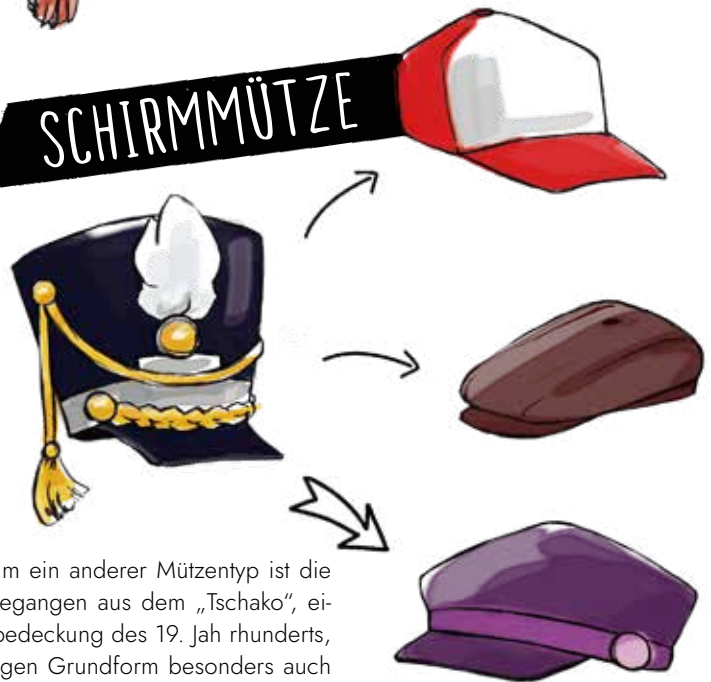 SCHIRMMÜTZE
m ein anderer Mützentyp ist die
egangen aus dem „Tschako“, ei-
bedeckung des 19. Jah rhunderts,
gen Grundform besonders auch